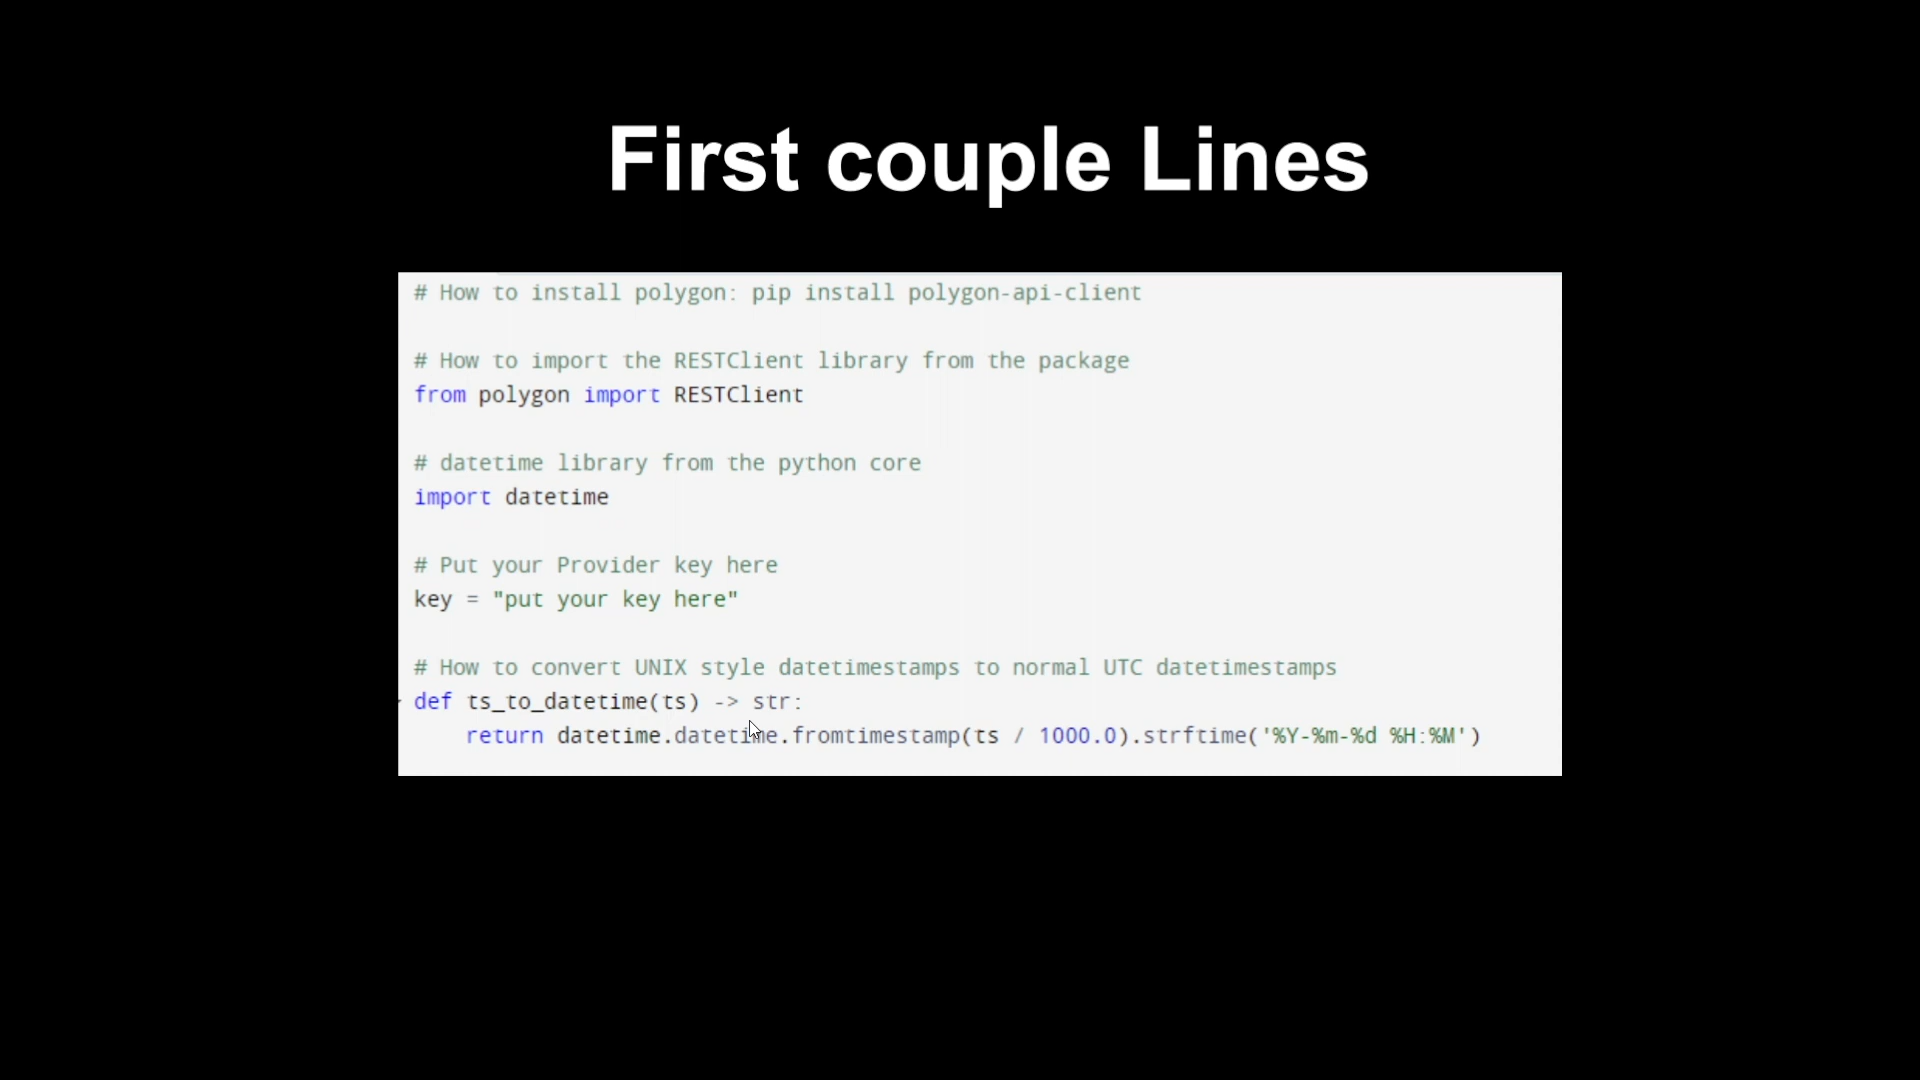 First couple Lines
# How to install polygon: pip install polygon-api-client
# How to import the RESTClient library from the package
from polygon import RESTClient
# datetime library from the python core
import datetime
# Put your Provider key here
key = "put your key here"
# How to convert UNIX style datetimestamps to normal UTC datetimestamps
def ts_to_datetime(ts) -> str:
    return datetime.datetime.fromtimestamp(ts / 1000.0).strftime('%Y-%m-%d %H:%M')